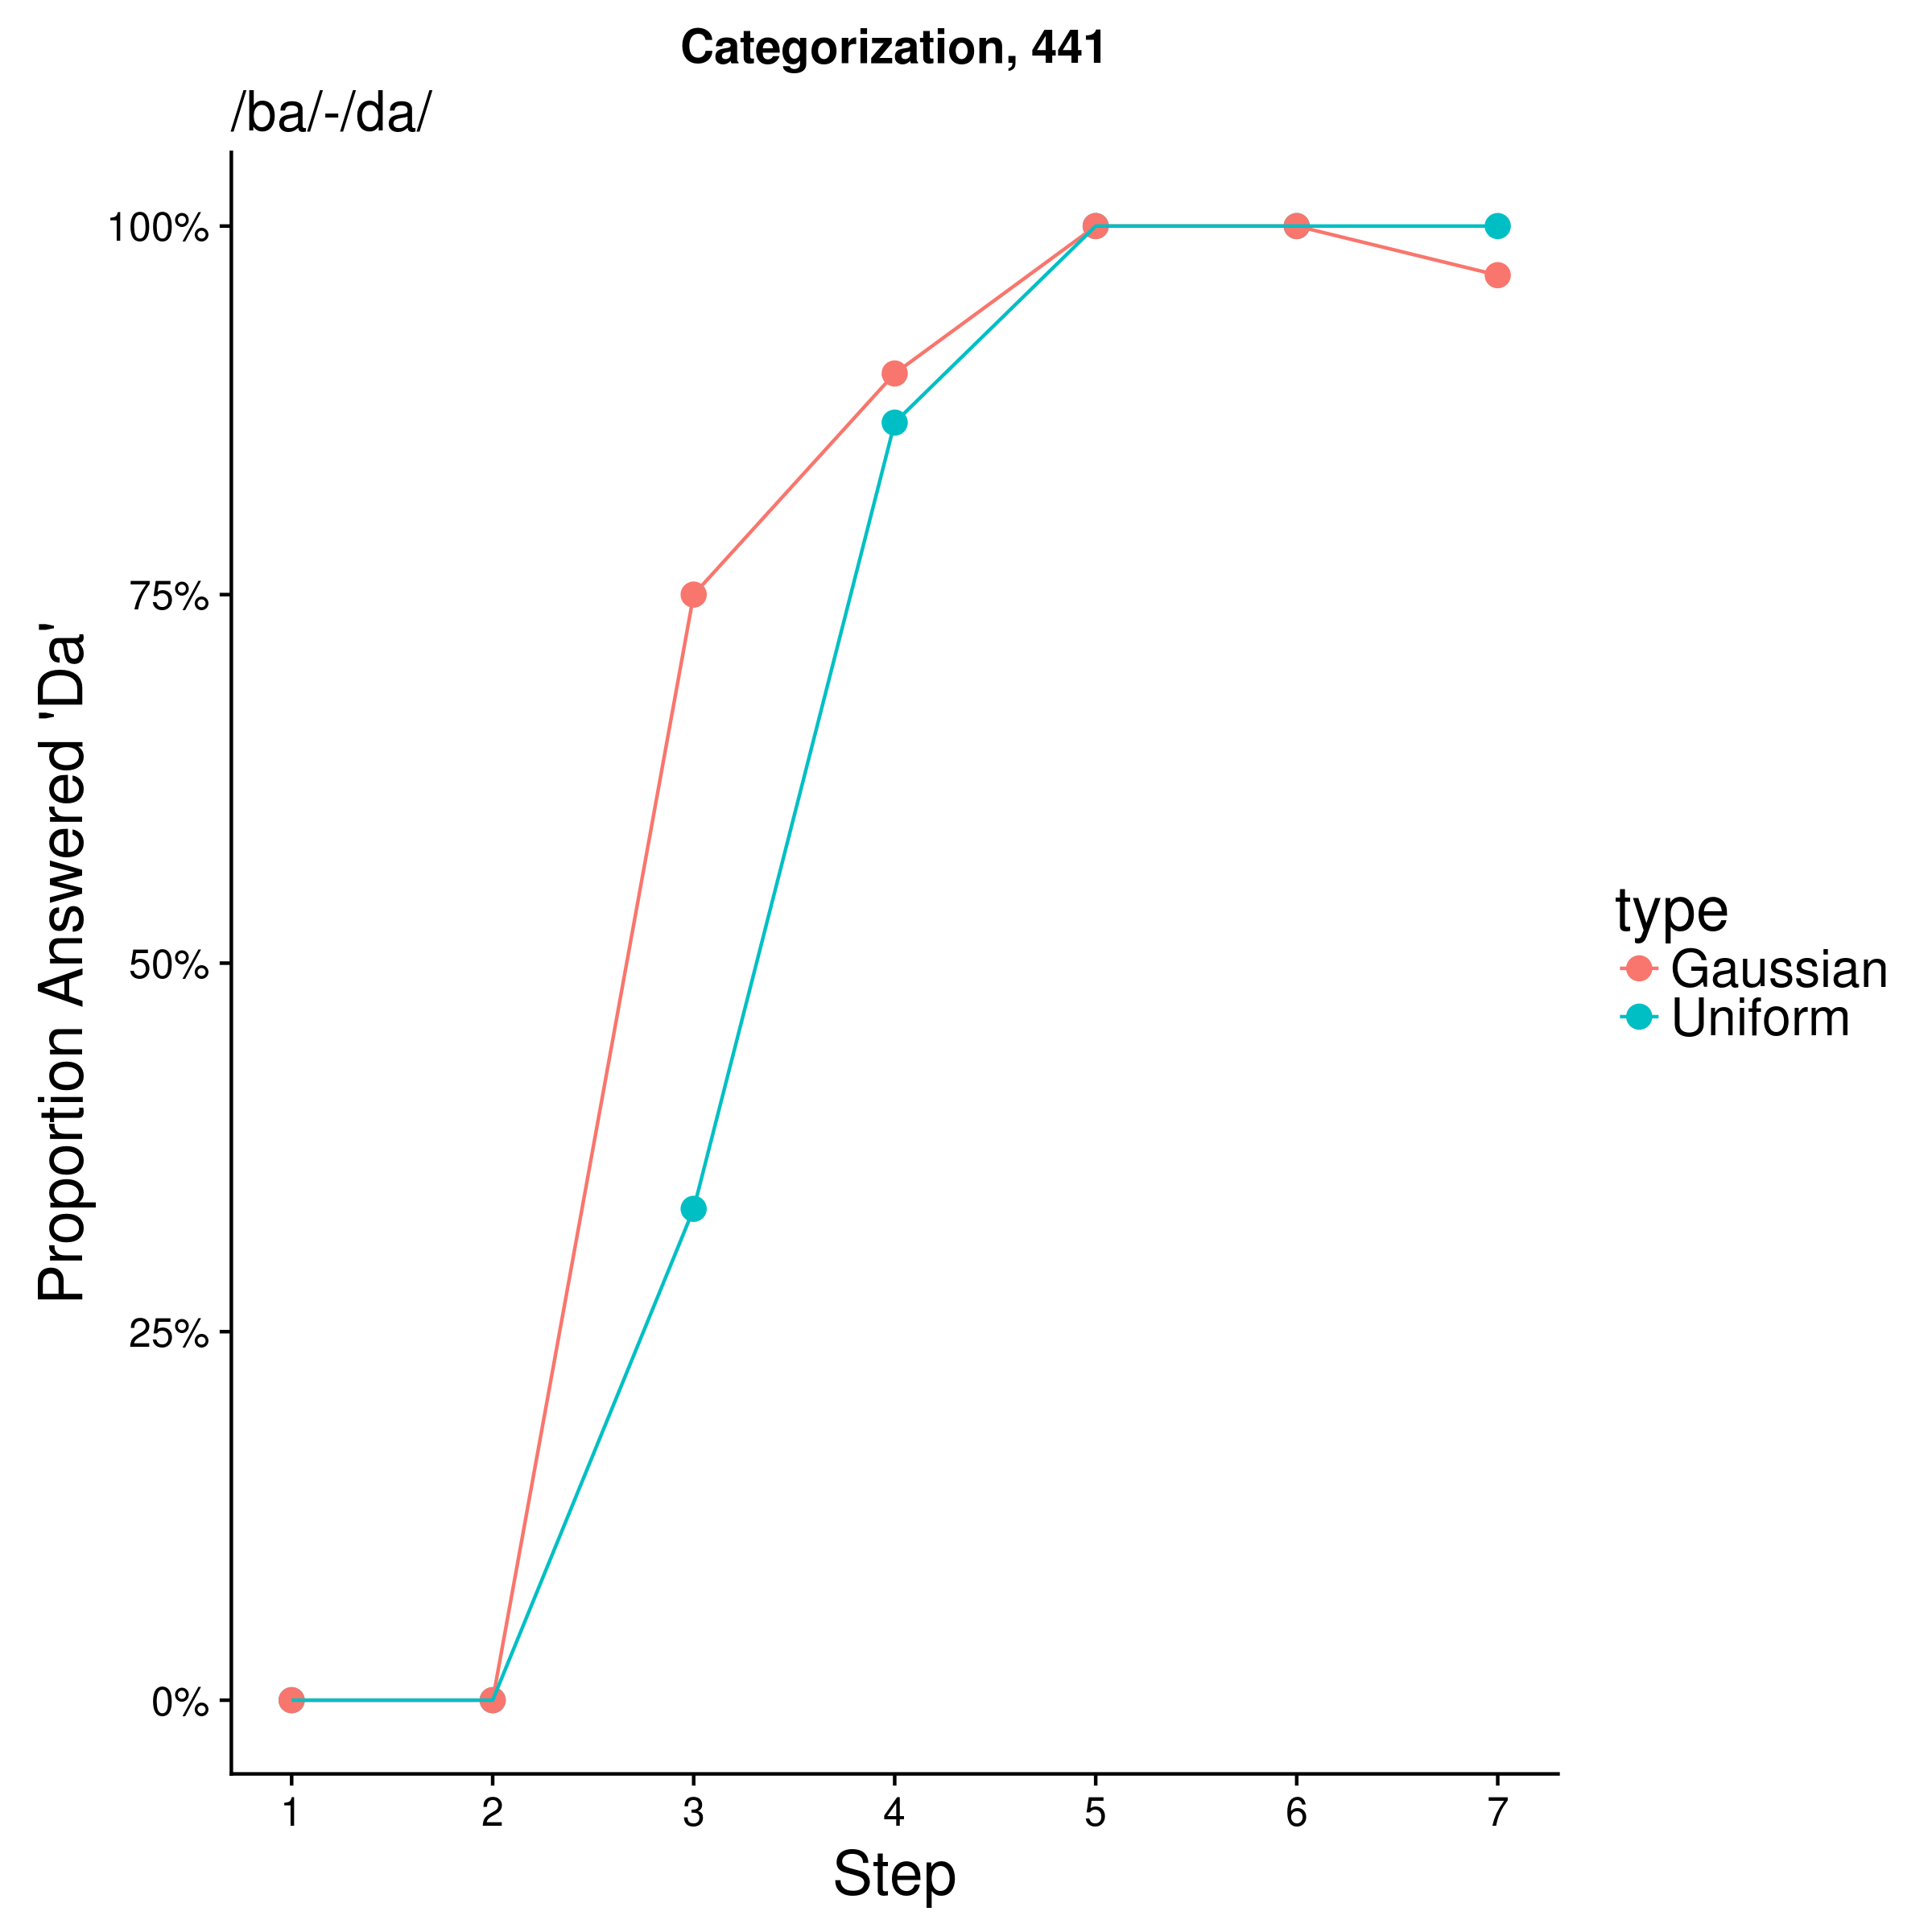 Categorization, 441
/ba/-/da/
Proportion Answered 'Da'
100%
75%
50%
25%
0%
1 2 3 4 5 6 7
Step
type
Gaussian
Uniform